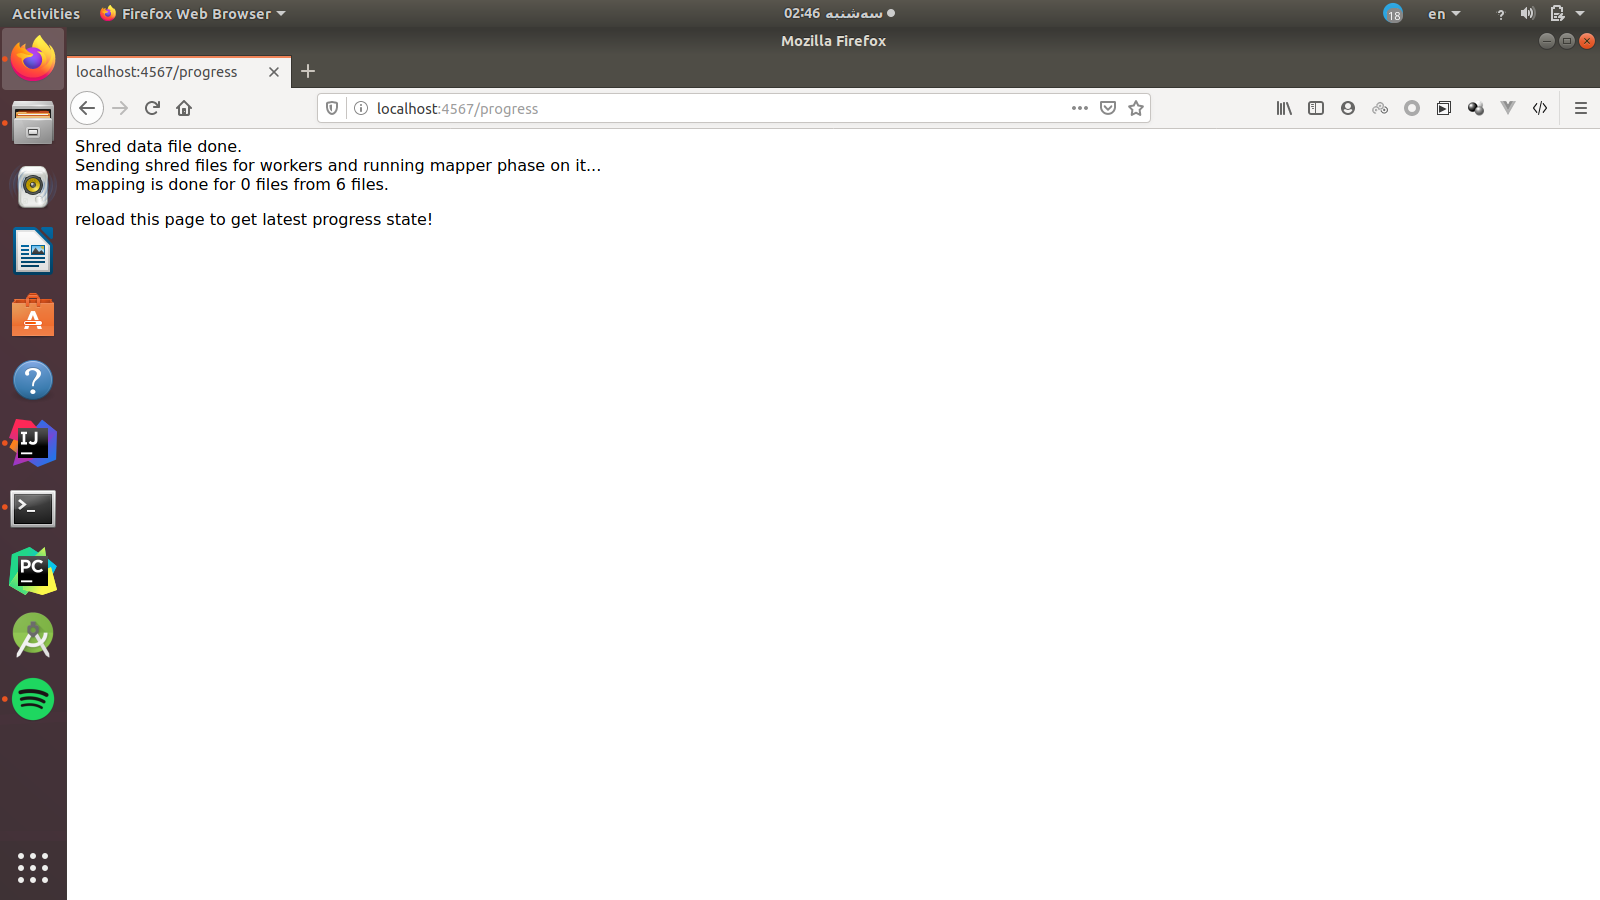 Activities Firefox Web Browser سه‌شنبه 02:46 18 en ?
Mozilla Firefox
localhost:4567/progress
localhost:4567/progress
Shred data file done.
Sending shred files for workers and running mapper phase on it...
mapping is done for 0 files from 6 files.
reload this page to get latest progress state!
A
?
IJ
>_
PC